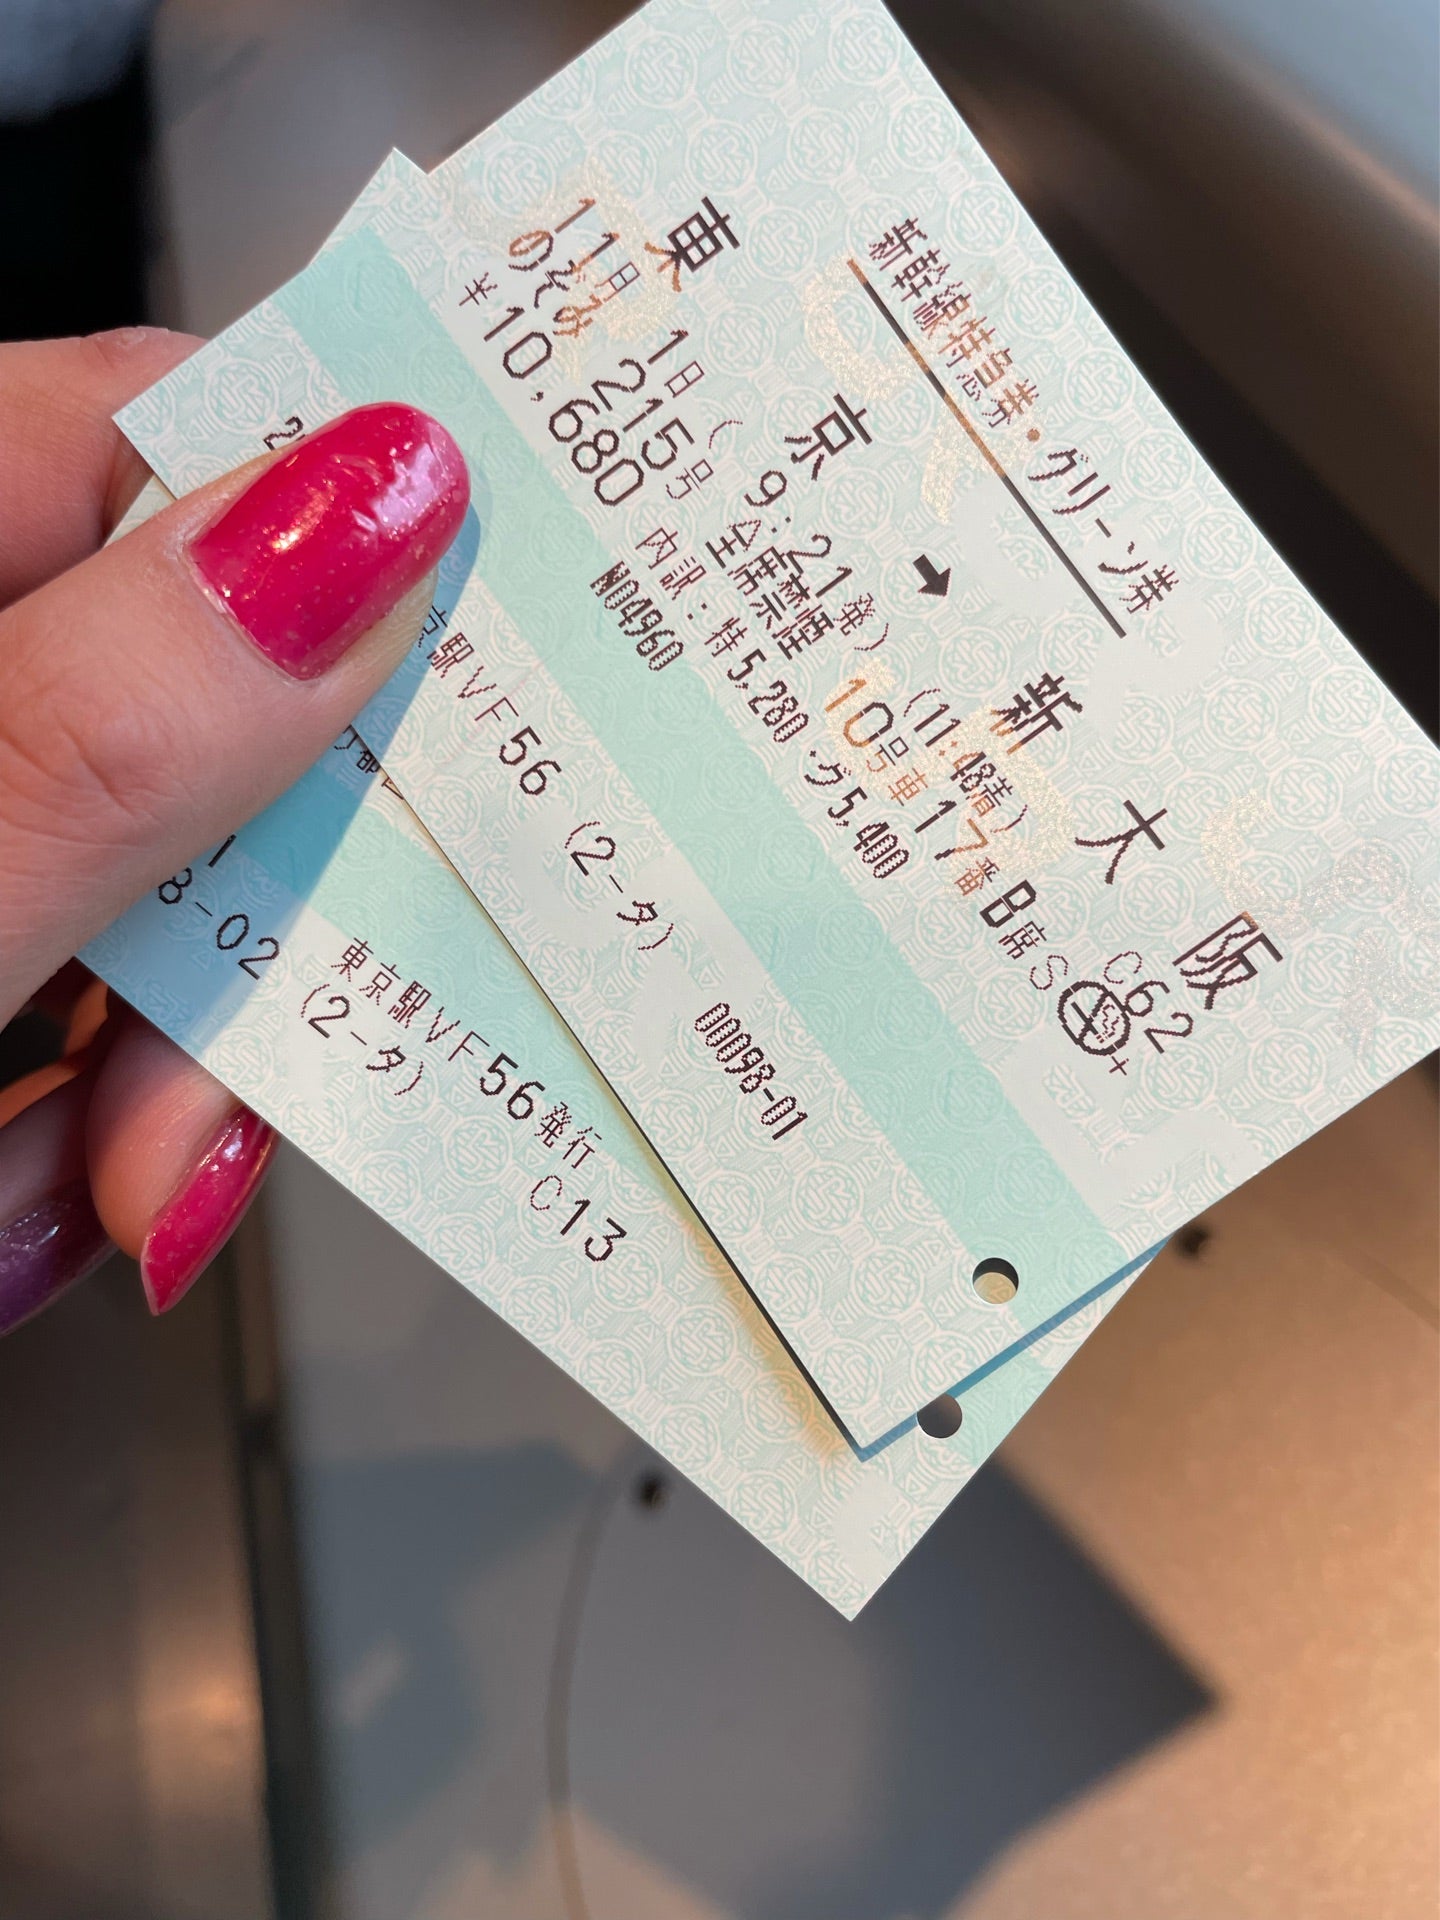 新幹線特急券・グリーン券
東京 ➡ 新大阪
11月 1日 ( 9:21発) (11:48着) C62
のぞみ 215号 全席禁煙 10号車 17番 B席 S
¥10,680 内訳:特5,280・グ5,400
M04960
京駅VF56 (2-タ) 00098-01
8-02
東京駅VF56発行
(2-タ) C13